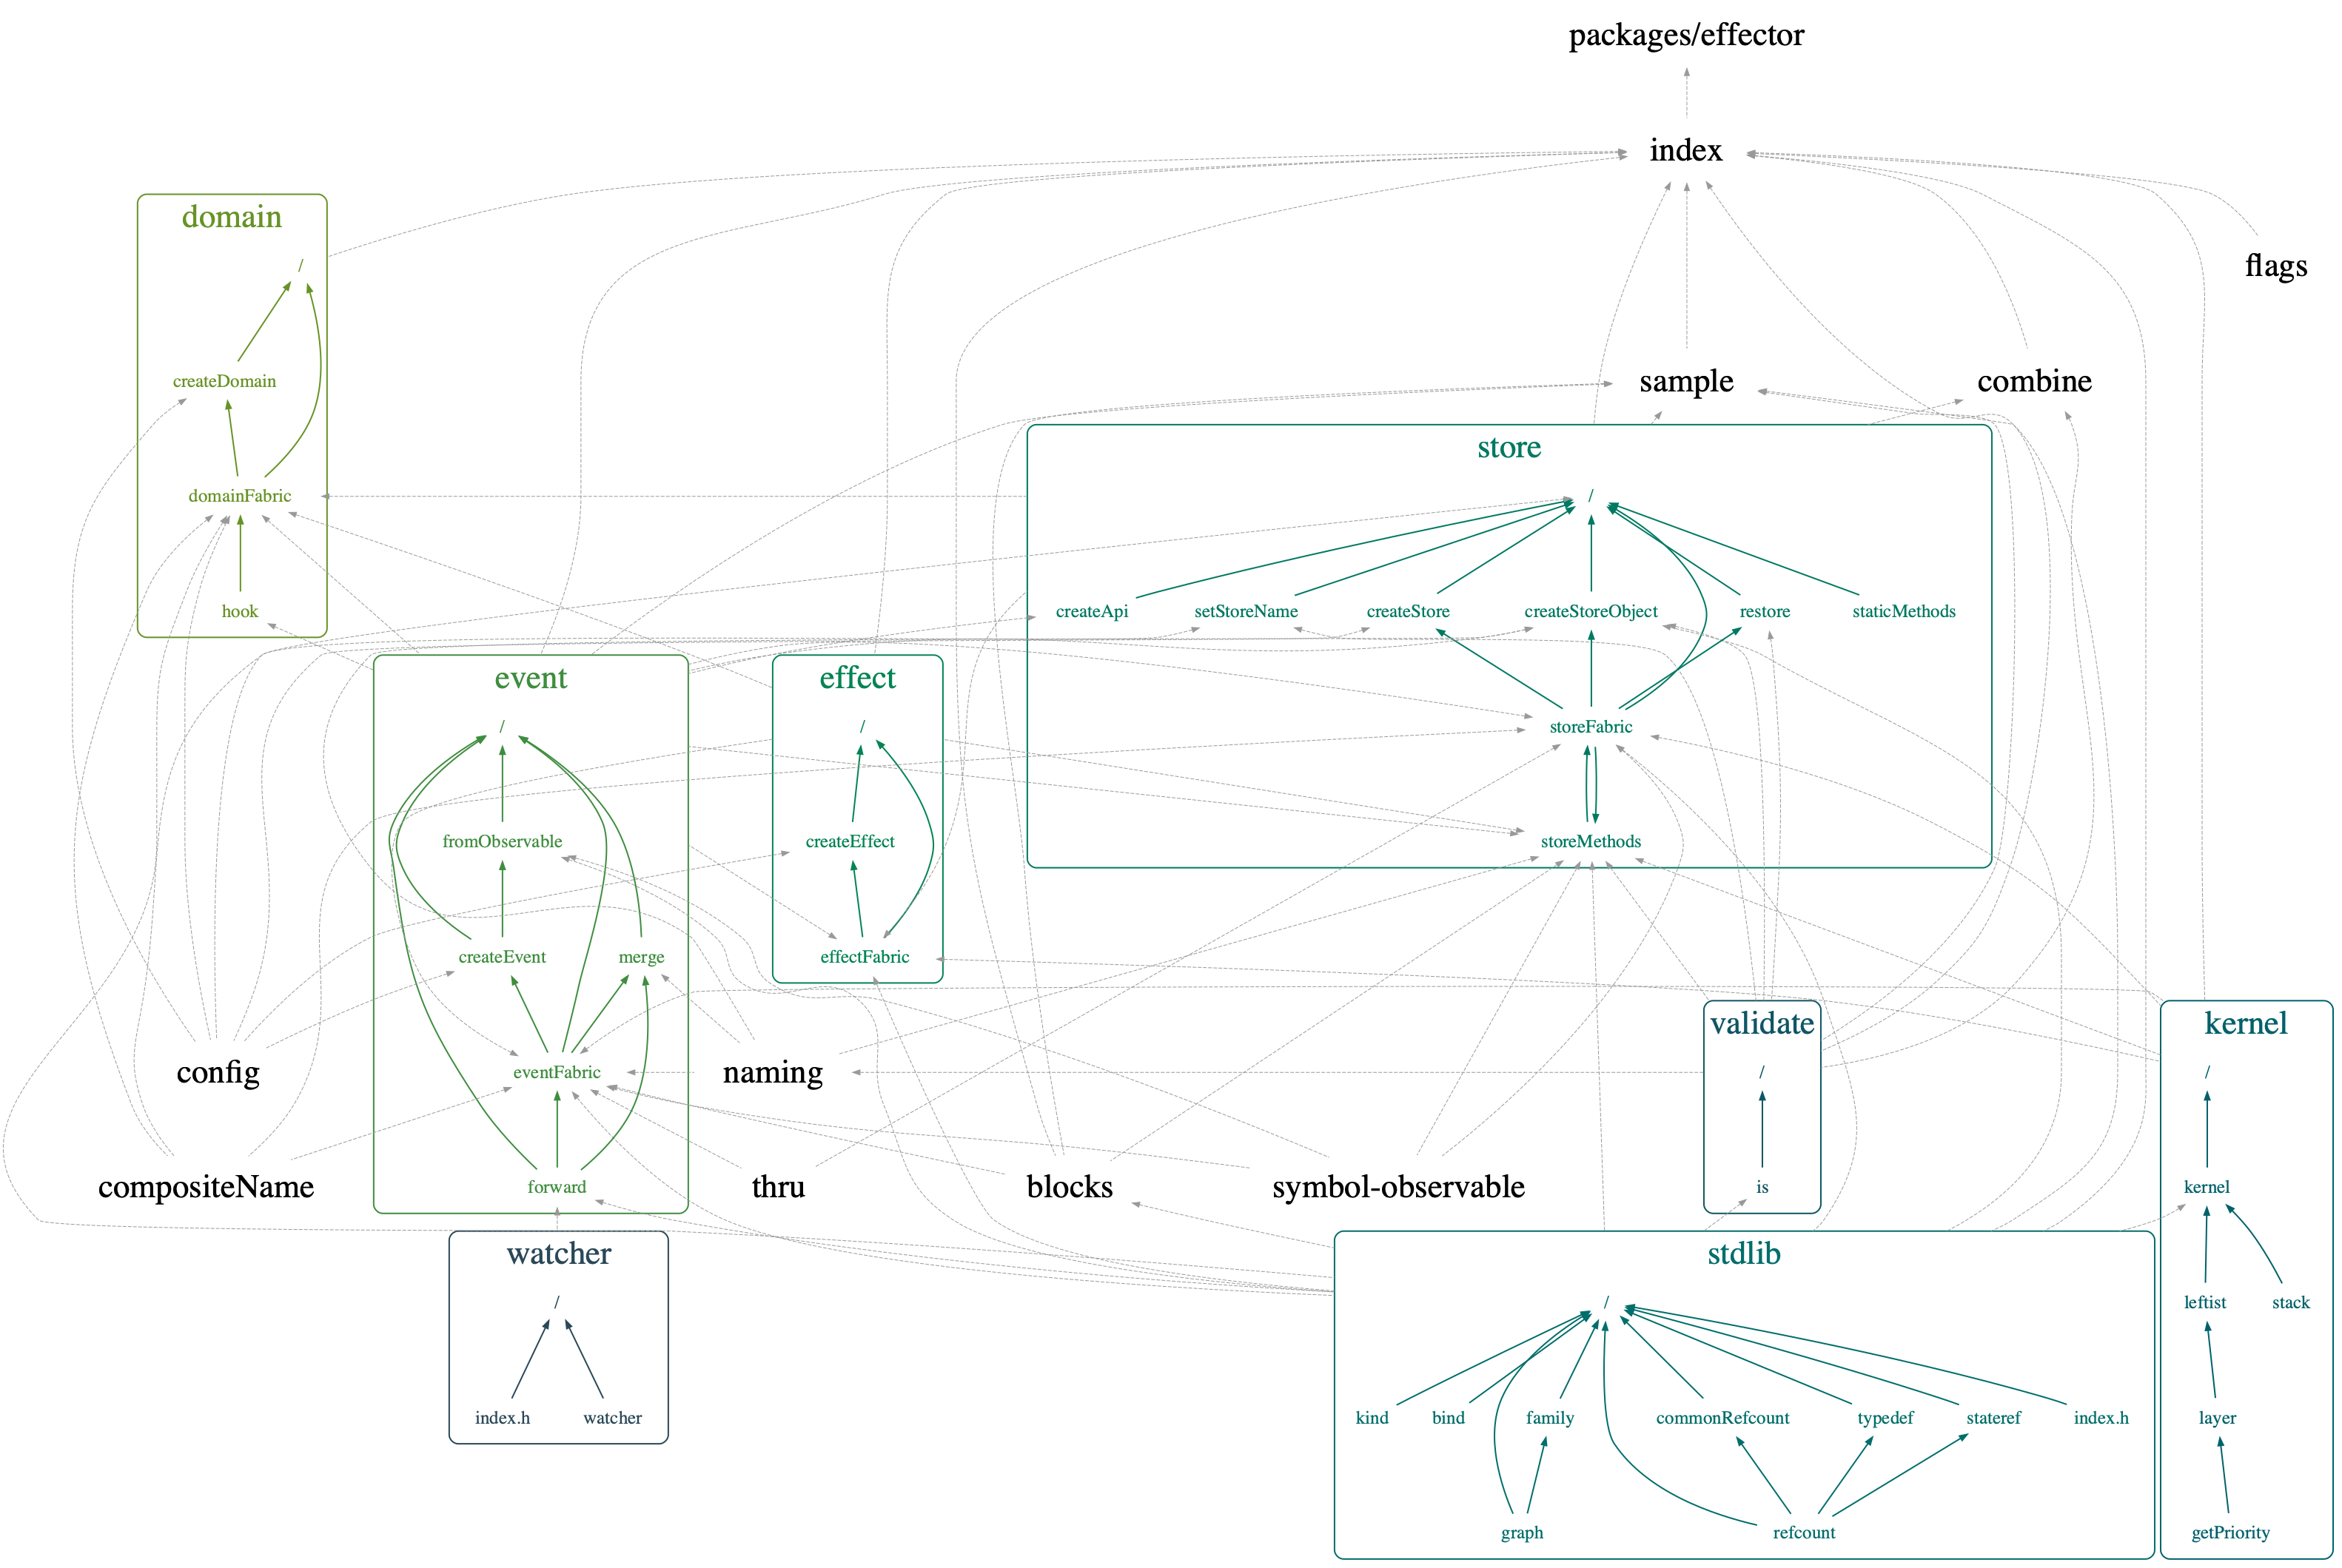 packages/effector
index
domain
/
flags
createDomain
sample
combine
store
domainFabric
/
hook
createApi
setStoreName
createStore
createStoreObject
restore
staticMethods
event
effect
/
/
storeFabric
fromObservable
createEffect
storeMethods
createEvent
merge
effectFabric
validate
kernel
config
eventFabric
naming
/
/
compositeName
forward
thru
blocks
symbol-observable
is
kernel
watcher
stdlib
/
/
leftist
stack
index.h
watcher
kind
bind
family
commonRefcount
typedef
stateref
index.h
layer
graph
refcount
getPriority